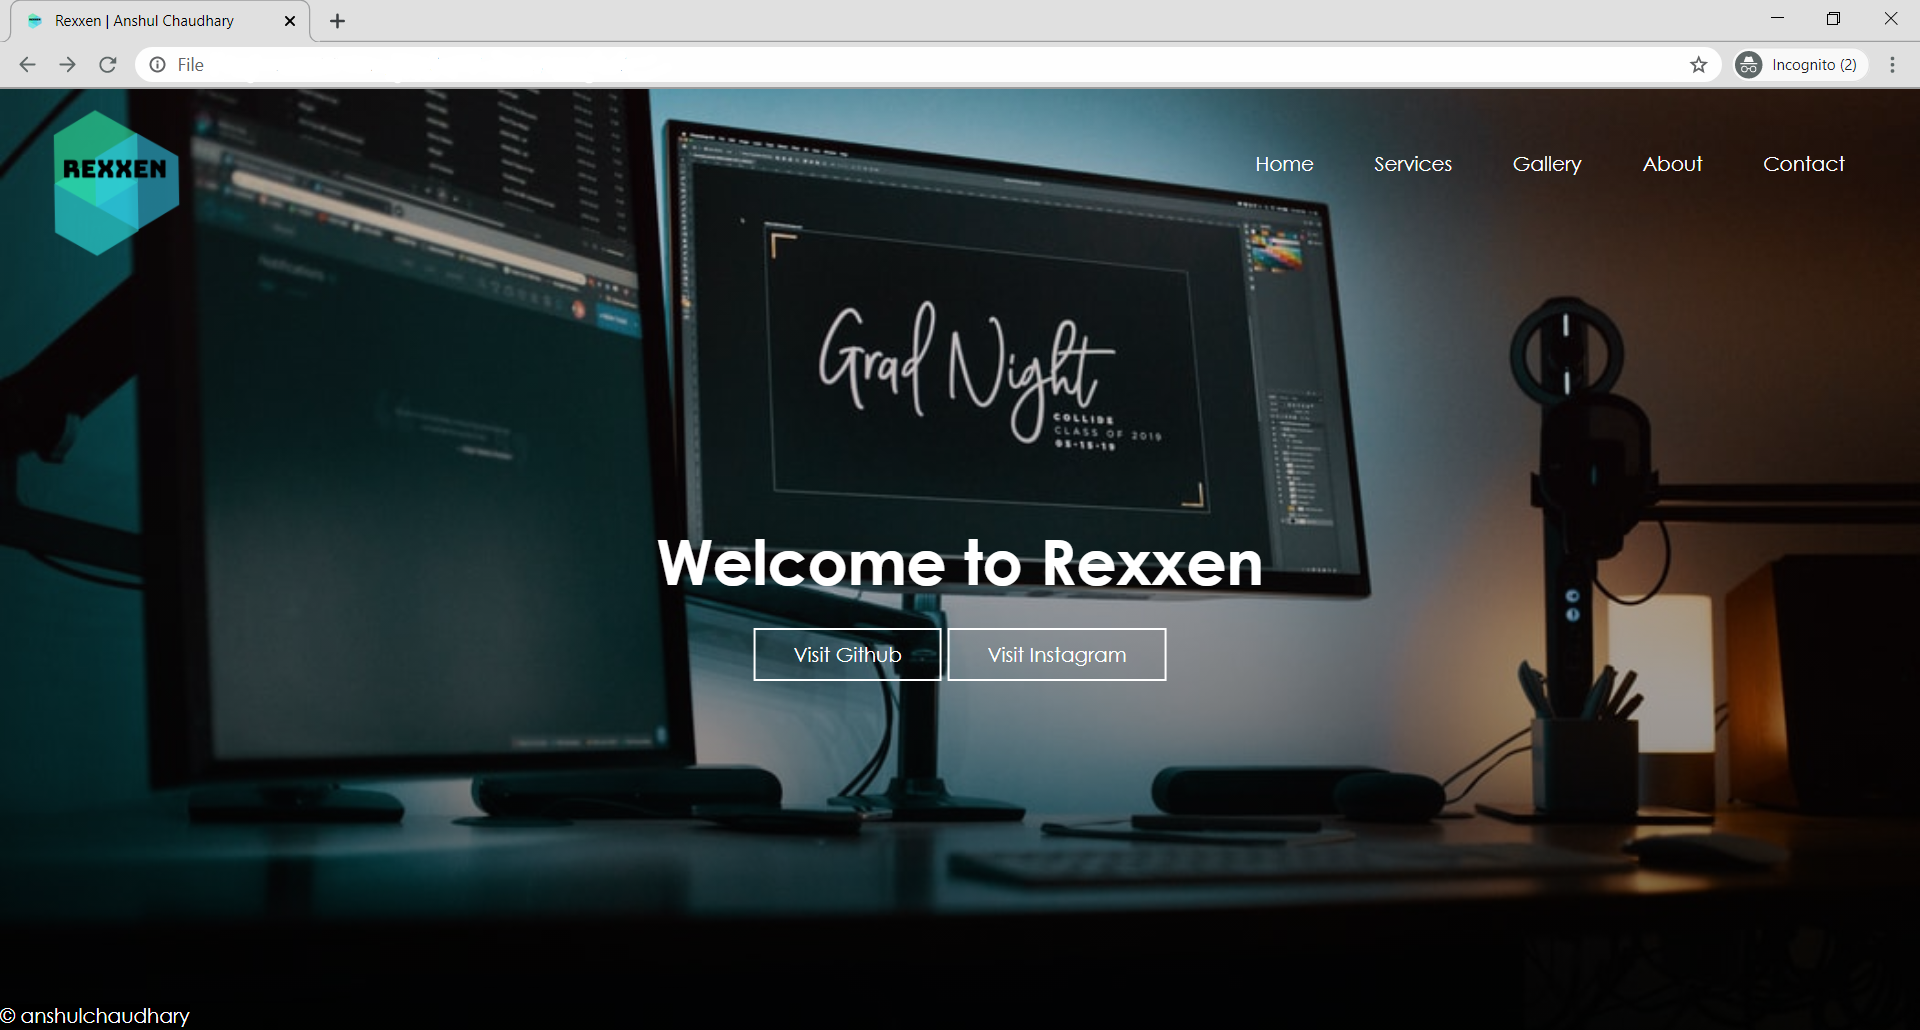 Rexxen | Anshul Chaudhary
File
Incognito (2)
REXXEN
Home
Services
Gallery
About
Contact
Notifications
Grad Night
COLLIDE
CLASS OF 2019
05-15-19
Welcome to Rexxen
Visit Github
Visit Instagram
© anshulchaudhary